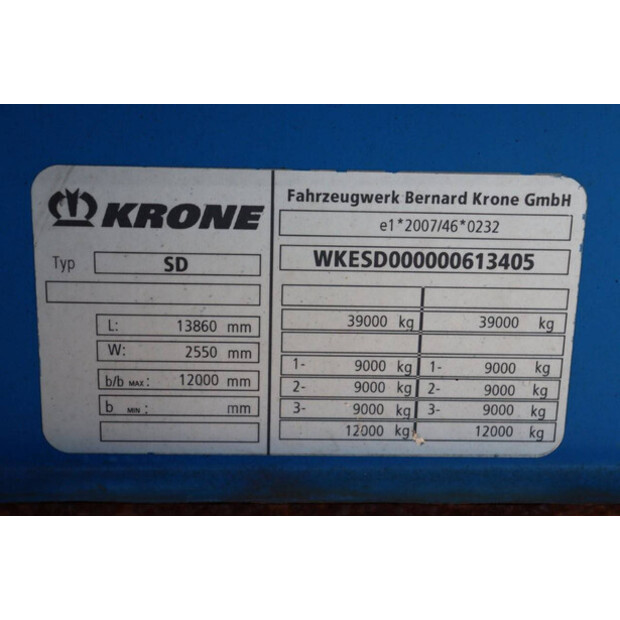 KRONE
Typ SD
L: 13860 mm
W: 2550 mm
b/b MAX: 12000 mm
b MIN: mm
Fahrzeugwerk Bernard Krone GmbH
e1*2007/46*0232
WKESD000000613405
39000 kg 39000 kg
1- 9000 kg 1- 9000 kg
2- 9000 kg 2- 9000 kg
3- 9000 kg 3- 9000 kg
12000 kg 12000 kg